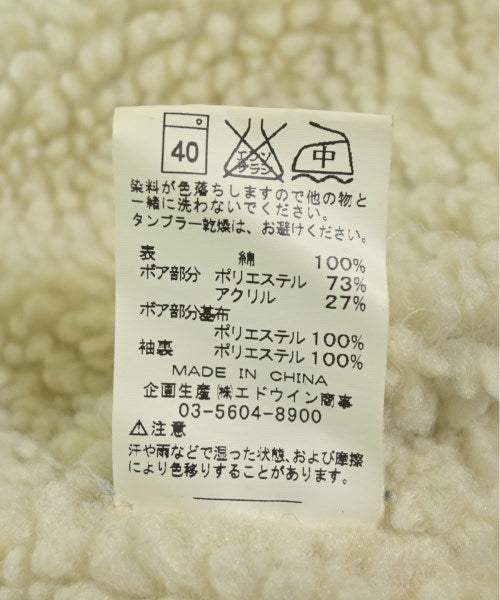 40 エンソサラシ 中
染料が色落ちしますので他の物と
一緒に洗わないでください。
タンブラー乾燥は、お避けください。
表 綿 100%
ボア部分 ポリエステル 73%
アクリル 27%
ボア部分基布
ポリエステル 100%
袖裏 ポリエステル 100%
MADE IN CHINA
企画生産 ㈱エドウイン商事
03-5604-8900
⚠注意
汗や雨などで湿った状態、および摩擦
により色移りすることがあります。